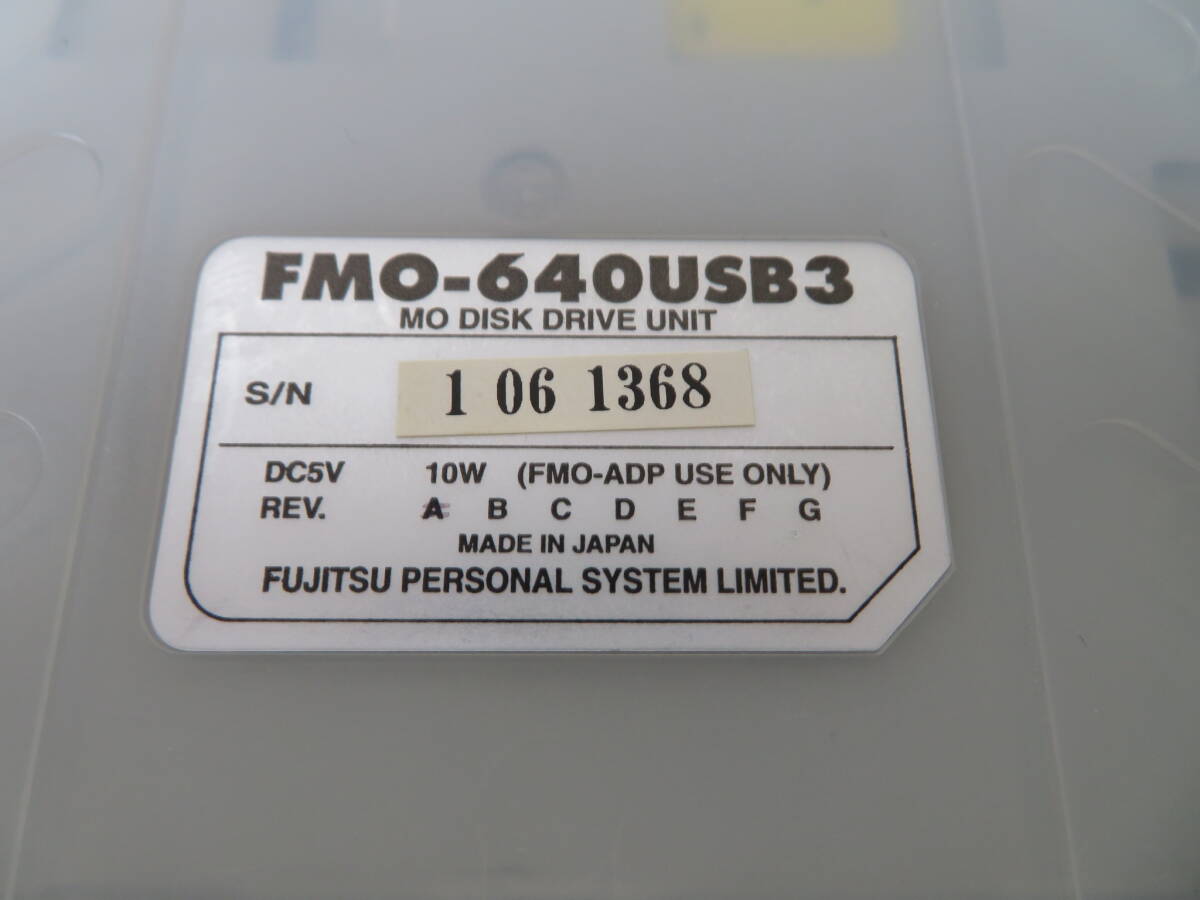 FMO-640USB3
MO DISK DRIVE UNIT
S/N 1 06 1368
DC5V 10W (FMO-ADP USE ONLY)
REV. A B C D E F G
MADE IN JAPAN
FUJITSU PERSONAL SYSTEM LIMITED.